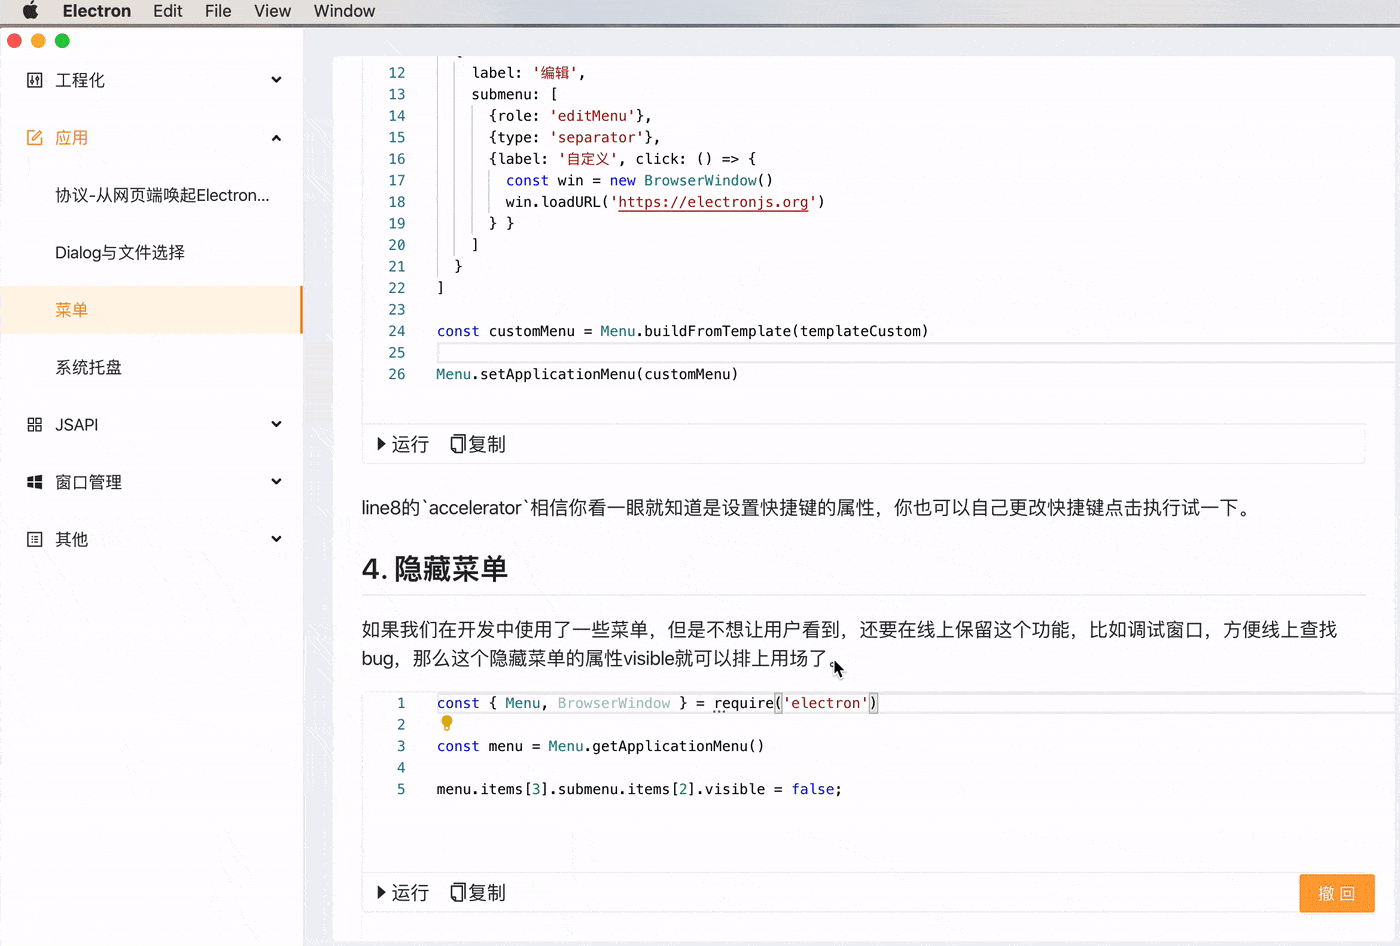 Electron Edit File View Window
工程化
应用
协议-从网页端唤起Electron...
Dialog与文件选择
菜单
系统托盘
JSAPI
窗口管理
其他
12 label: '编辑',
13 submenu: [
14 {role: 'editMenu'},
15 {type: 'separator'},
16 {label: '自定义', click: () => {
17 const win = new BrowserWindow()
18 win.loadURL('https://electronjs.org')
19 } }
20 ]
21 }
22 ]
23
24 const customMenu = Menu.buildFromTemplate(templateCustom)
25
26 Menu.setApplicationMenu(customMenu)
运行 复制
line8的`accelerator`相信你看一眼就知道是设置快捷键的属性，你也可以自己更改快捷键点击执行试一下。
4. 隐藏菜单
如果我们在开发中使用了一些菜单，但是不想让用户看到，还要在线上保留这个功能，比如调试窗口，方便线上查找
bug，那么这个隐藏菜单的属性visible就可以排上用场了。
1 const { Menu, BrowserWindow } = require('electron')
2
3 const menu = Menu.getApplicationMenu()
4
5 menu.items[3].submenu.items[2].visible = false;
运行 复制
撤 回